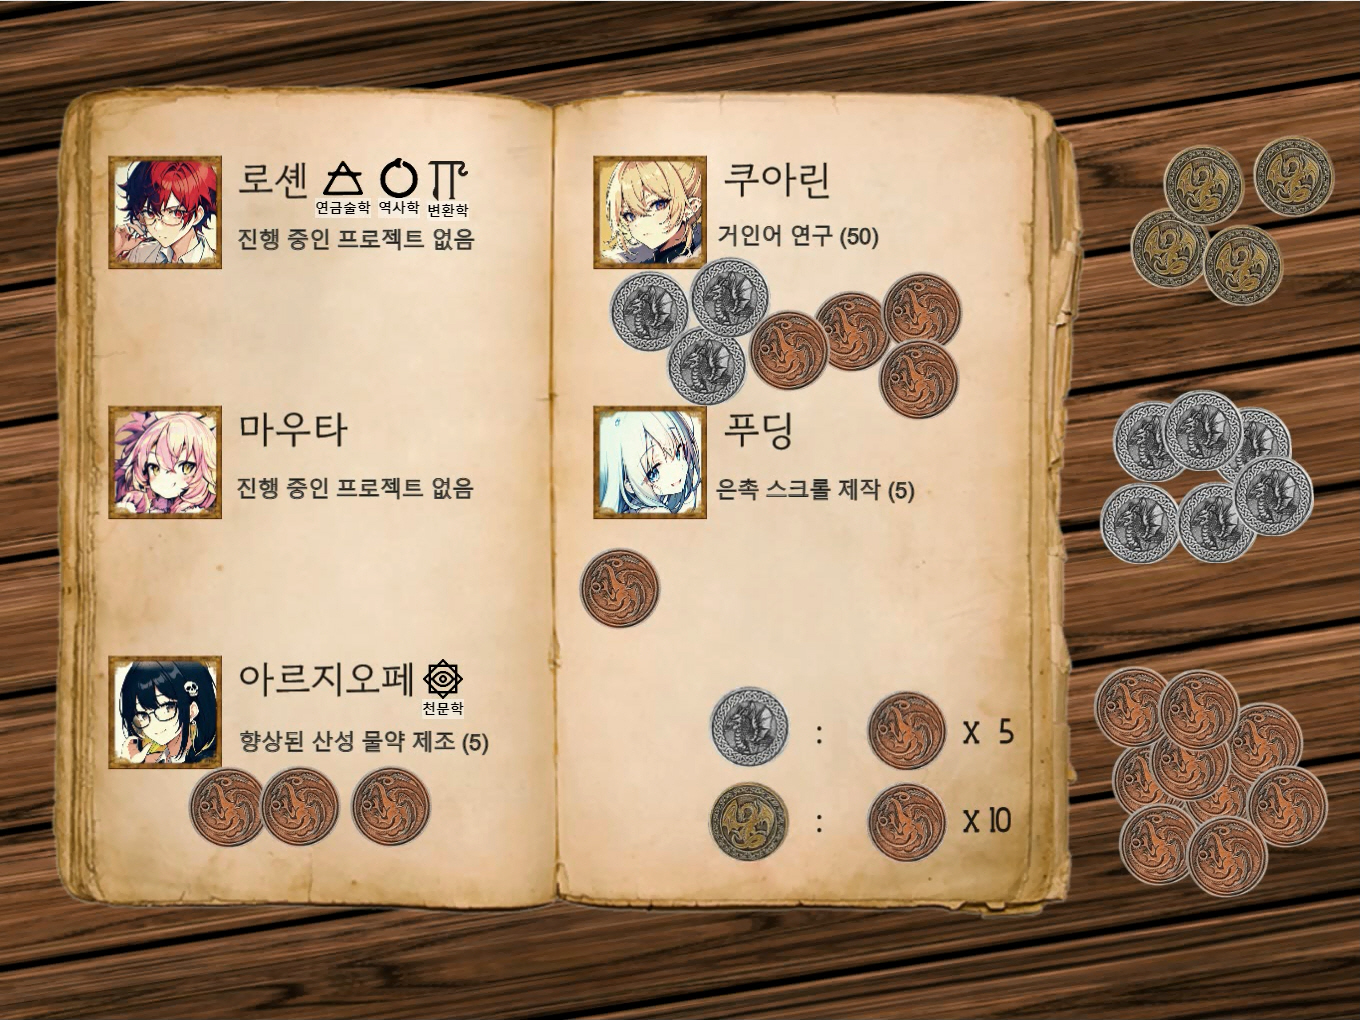 로셴
연금술학 역사학 변환학
진행 중인 프로젝트 없음
마우타
진행 중인 프로젝트 없음
아르지오페
천문학
향상된 산성 물약 제조 (5)
쿠아린
거인어 연구 (50)
푸딩
은촉 스크롤 제작 (5)
: X 5
: X 10